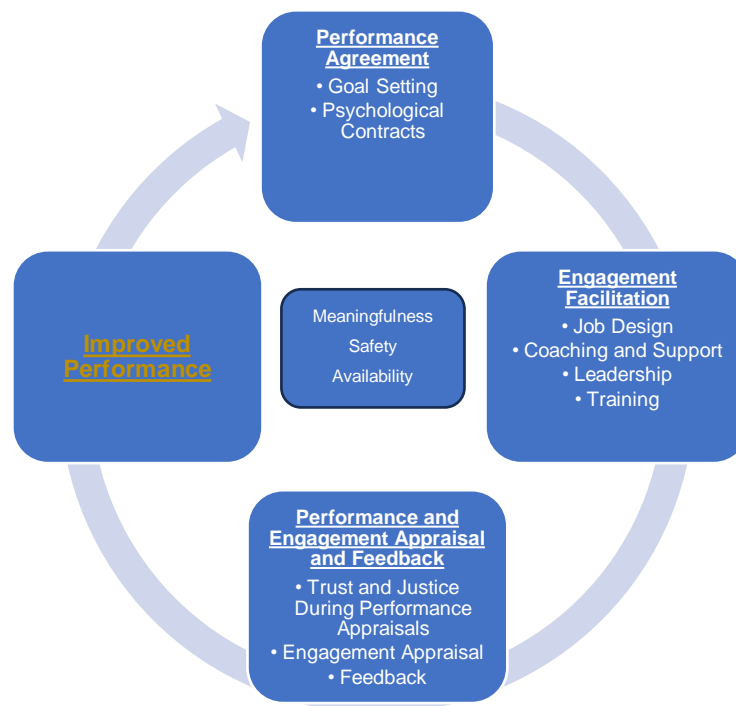 Performance
Agreement
• Goal Setting
• Psychological
Contracts
Engagement
Facilitation
• Job Design
• Coaching and Support
• Leadership
• Training
Performance and
Engagement Appraisal
and Feedback
• Trust and Justice
During Performance
Appraisals
• Engagement Appraisal
• Feedback
Improved
Performance
Meaningfulness
Safety
Availability